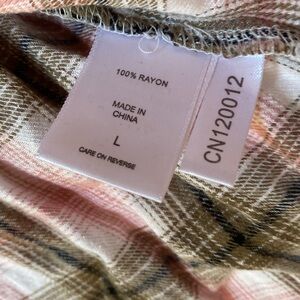 100% RAYON
MADE IN
CHINA
L
CARE ON REVERSE
CN120012